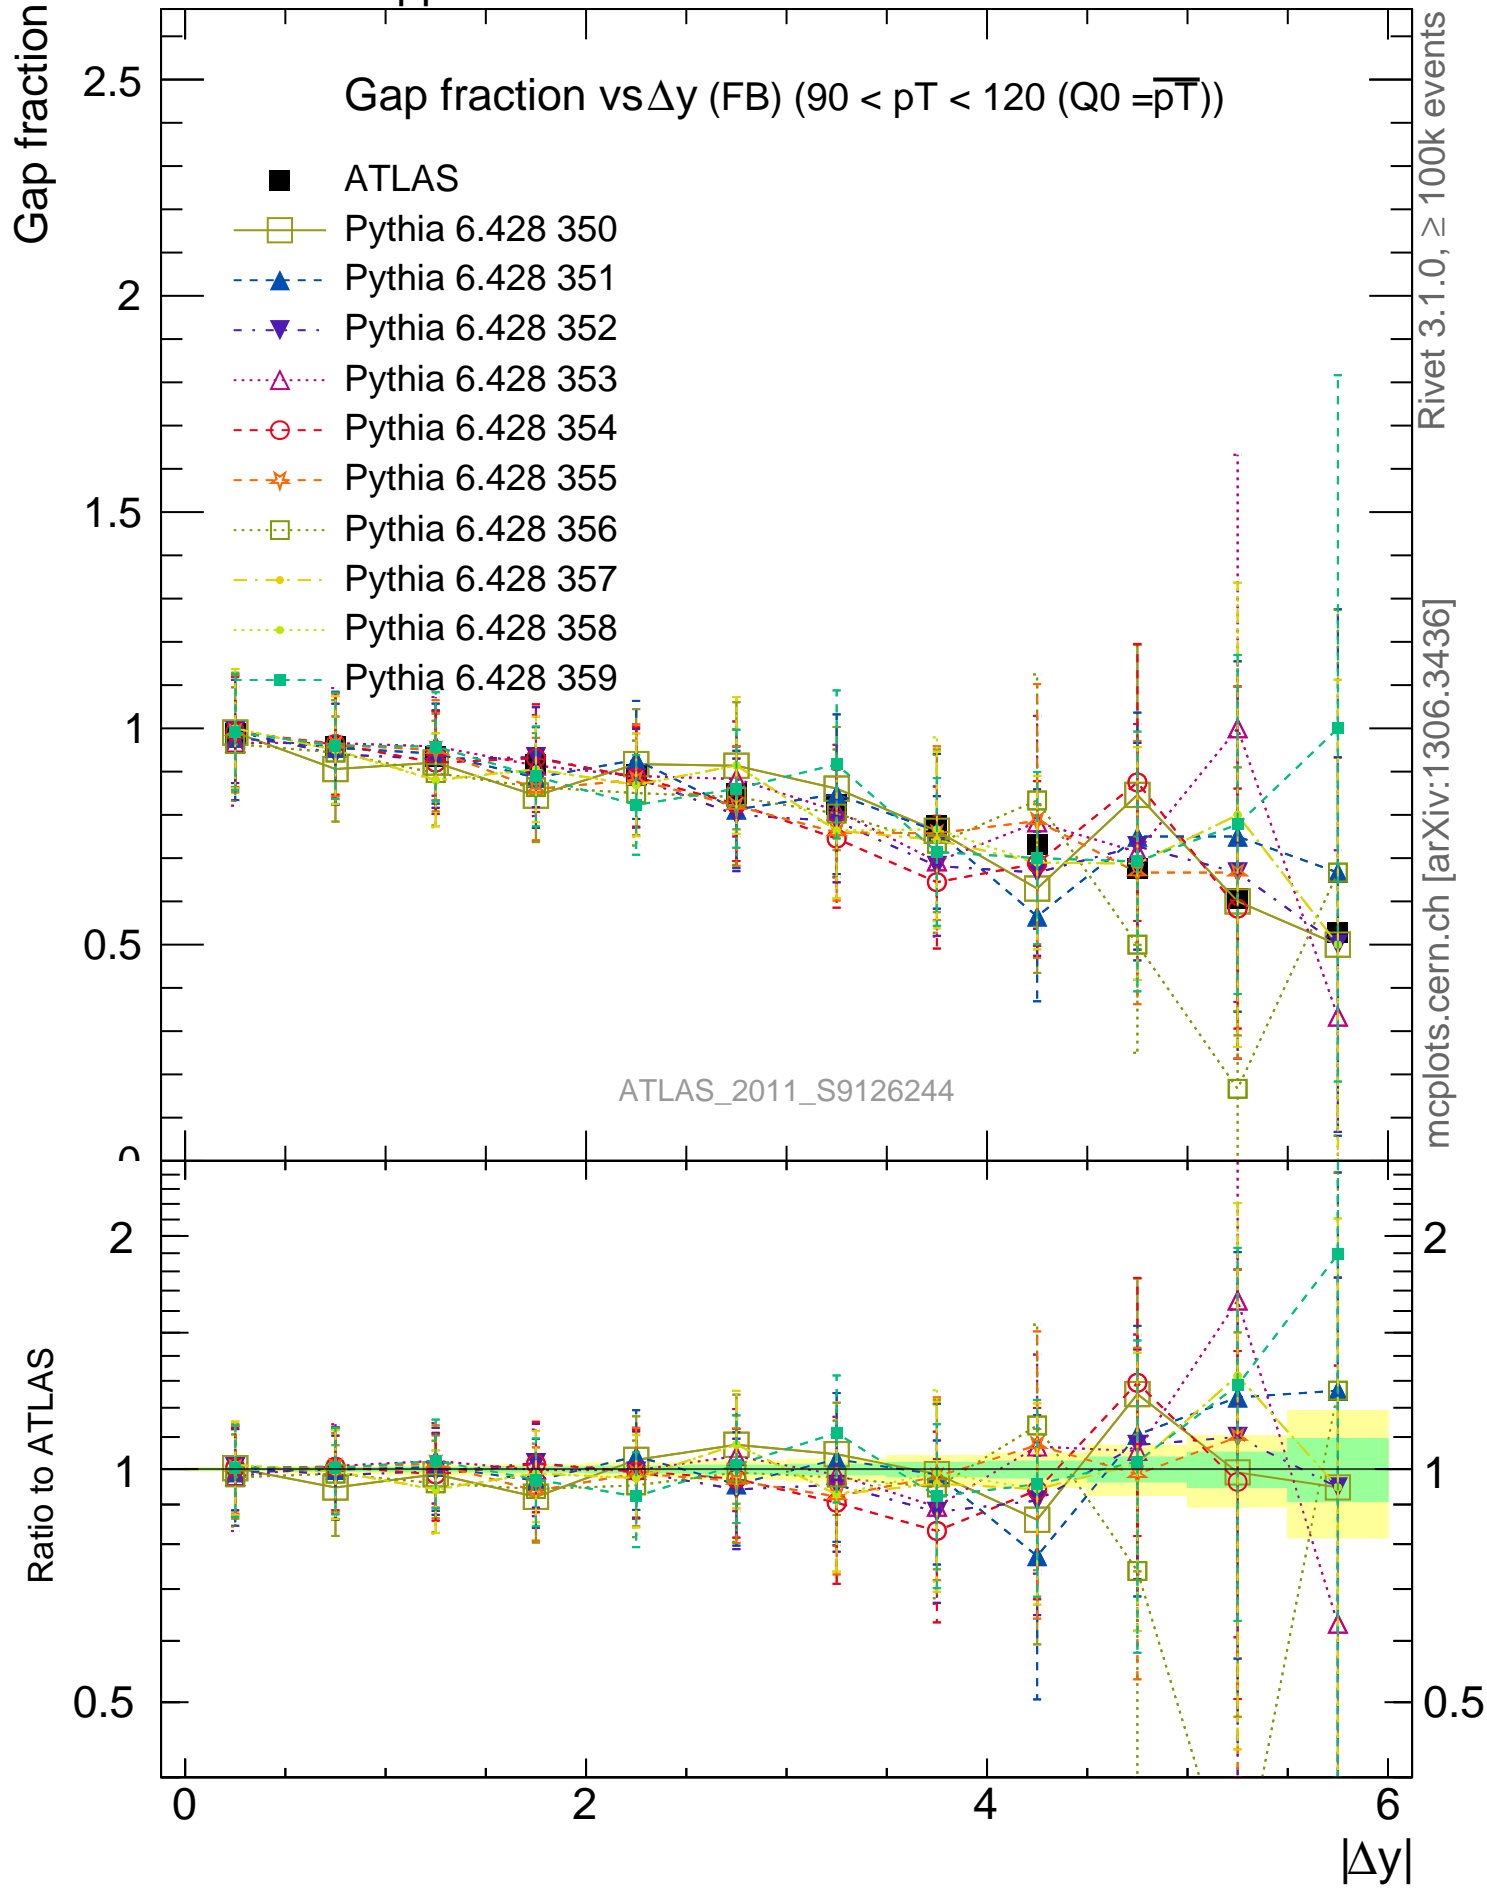 Gap fraction
Gap fraction vs Δy (FB) (90 < pT < 120 (Q0 = pT))
ATLAS
Pythia 6.428 350
Pythia 6.428 351
Pythia 6.428 352
Pythia 6.428 353
Pythia 6.428 354
Pythia 6.428 355
Pythia 6.428 356
Pythia 6.428 357
Pythia 6.428 358
Pythia 6.428 359
2.5
2
1.5
1
0.5
0
ATLAS_2011_S9126244
Rivet 3.1.0, ≥ 100k events
mcplots.cern.ch [arXiv:1306.3436]
Ratio to ATLAS
2
1
0.5
2
1
0.5
0
2
4
6
|Δy|